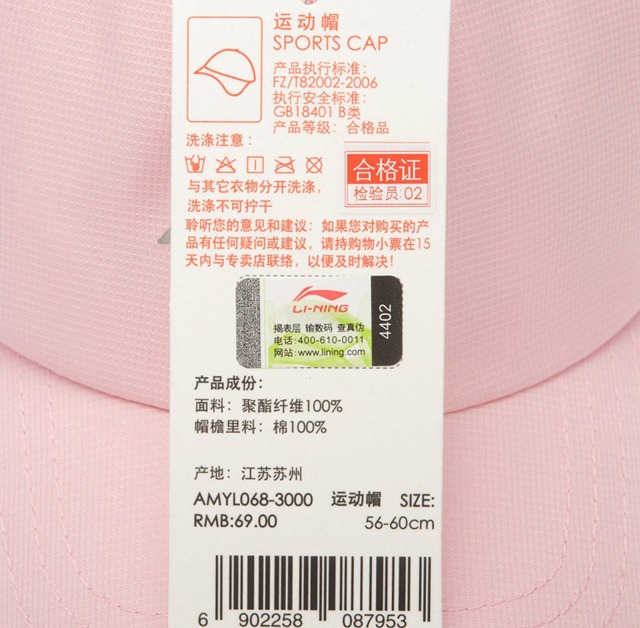 运动帽
SPORTS CAP
产品执行标准：
FZ/T82002-2006
执行安全标准：
GB18401 B类
产品等级：合格品
洗涤注意：
与其它衣物分开洗涤，
洗涤不可拧干
合格证
检验员:02
聆听您的意见和建议：如果您对购买的产
品有任何疑问或建议，请持购物小票在15
天内与专卖店联络，以便及时解决！
LI-NING
揭表层 输数码 查真伪
电话:400-610-0011
网站:www.lining.com
4402
产品成份：
面料：聚酯纤维100%
帽檐里料：棉100%
产地：江苏苏州
AMYL068-3000 运动帽 SIZE:
RMB:69.00 56-60cm
6 902258 087953